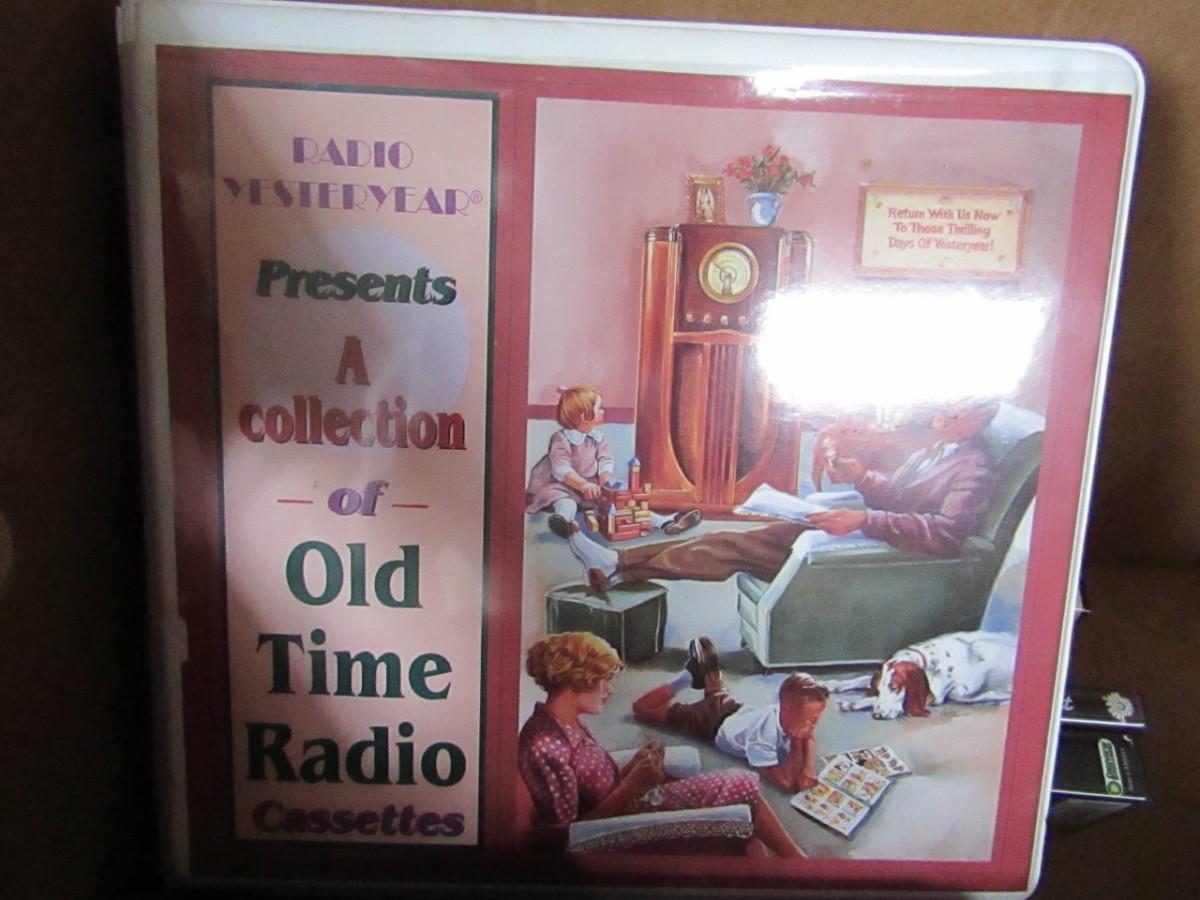 RADIO
YESTERYEAR®
Presents
A
collection
of
Old
Time
Radio
Cassettes
Return With Us Now
To Those Thrilling
Days Of Yesteryear!